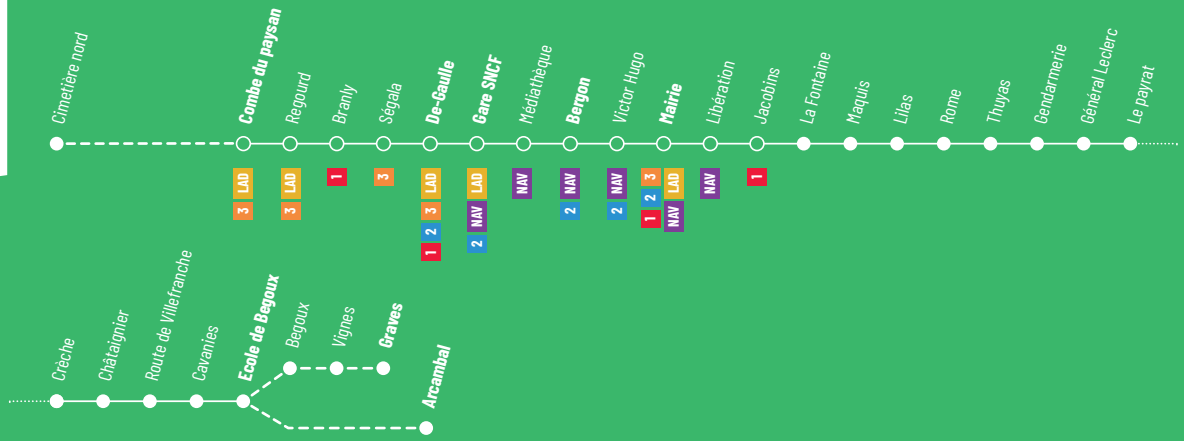 Cimetière nord
Combe du paysan
Regourd
Branly
Ségala
De-Gaulle
Gare SNCF
Médiathèque
Bergon
Victor Hugo
Mairie
Libération
Jacobins
La Fontaine
Maquis
Lilas
Rome
Thuyas
Gendarmerie
Général Leclerc
Le payrat
3 LAD
3 LAD
1
3
1 2 3 LAD
2 NAV LAD
NAV
2 NAV
2 NAV
1 2 3
NAV LAD
NAV
1
Crèche
Châtaignier
Route de Villefranche
Cavanies
Ecole de Begoux
Begoux
Vignes
Graves
Arcambal